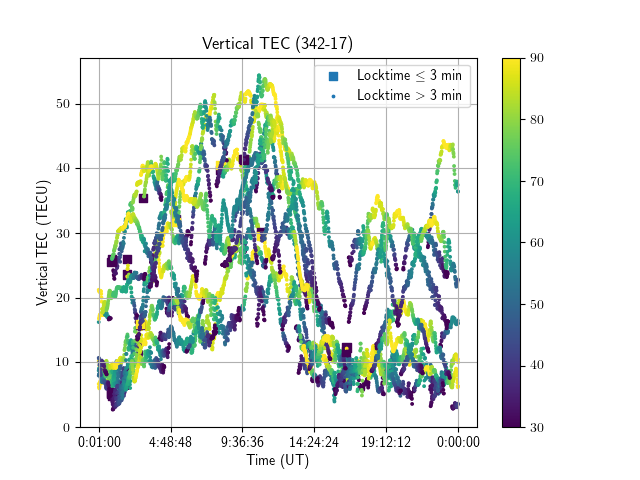 Vertical TEC (342-17)
Locktime ≤ 3 min
Locktime > 3 min
Vertical TEC (TECU)
50
40
30
20
10
0
0:01:00 4:48:48 9:36:36 14:24:24 19:12:12 0:00:00
Time (UT)
90
80
70
60
50
40
30